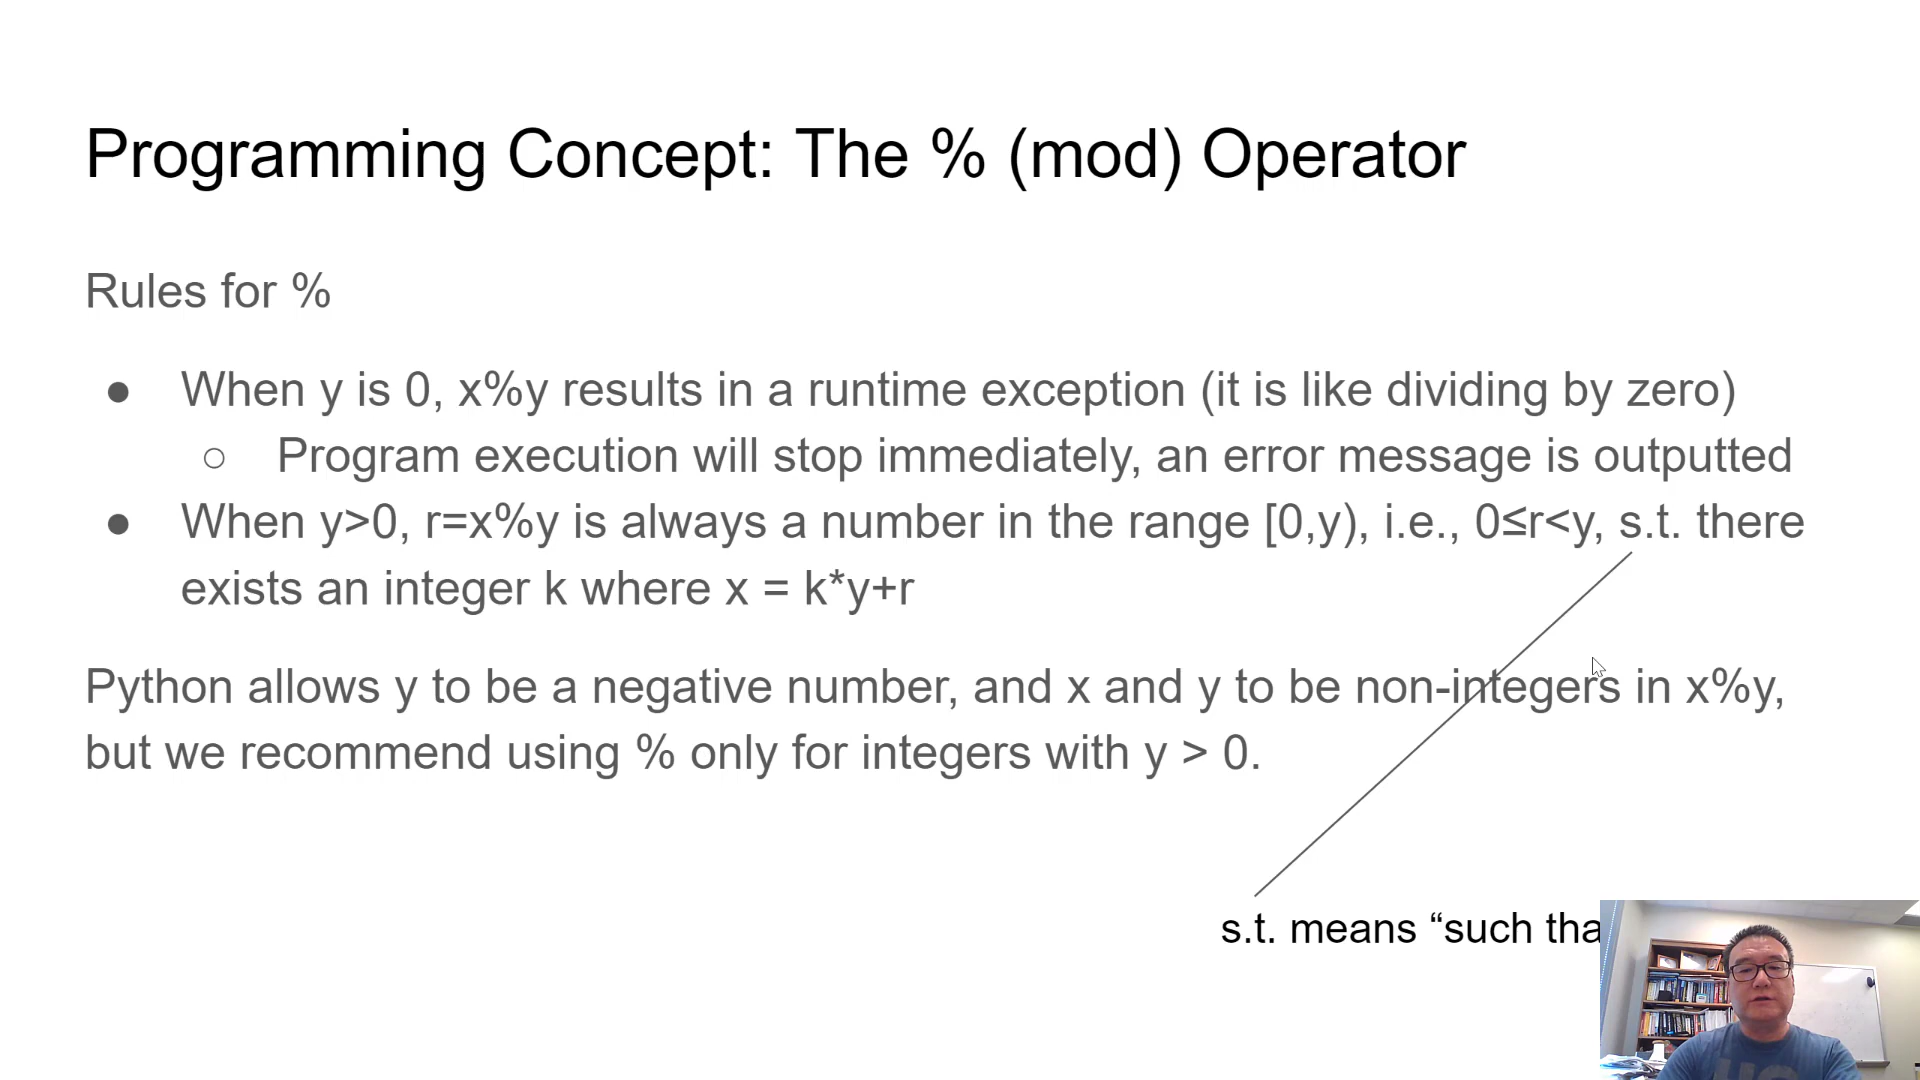 Programming Concept: The % (mod) Operator
Rules for %
● When y is 0, x%y results in a runtime exception (it is like dividing by zero)
○ Program execution will stop immediately, an error message is outputted
● When y>0, r=x%y is always a number in the range [0,y), i.e., 0≤r<y, s.t. there
exists an integer k where x = k*y+r
Python allows y to be a negative number, and x and y to be non-integers in x%y,
but we recommend using % only for integers with y > 0.
s.t. means “such tha